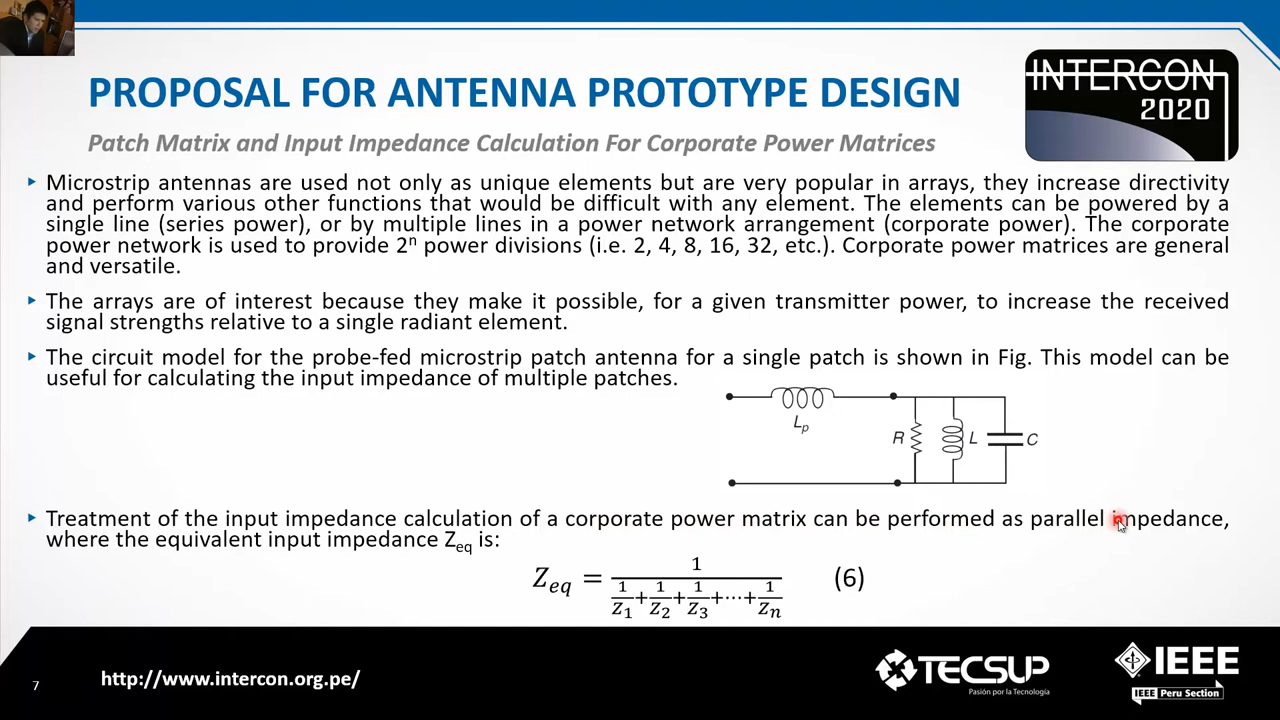 PROPOSAL FOR ANTENNA PROTOTYPE DESIGN
INTERCON
2020
Patch Matrix and Input Impedance Calculation For Corporate Power Matrices
Microstrip antennas are used not only as unique elements but are very popular in arrays, they increase directivity
and perform various other functions that would be difficult with any element. The elements can be powered by a
single line (series power), or by multiple lines in a power network arrangement (corporate power). The corporate
power network is used to provide 2ⁿ power divisions (i.e. 2, 4, 8, 16, 32, etc.). Corporate power matrices are general
and versatile.
The arrays are of interest because they make it possible, for a given transmitter power, to increase the received
signal strengths relative to a single radiant element.
The circuit model for the probe-fed microstrip patch antenna for a single patch is shown in Fig. This model can be
useful for calculating the input impedance of multiple patches.
Lp
R
L
C
Treatment of the input impedance calculation of a corporate power matrix can be performed as parallel impedance,
where the equivalent input impedance Zeq is:
Zeq = 1 / (1/Z1 + 1/Z2 + 1/Z3 + ⋯ + 1/Zn) (6)
7
http://www.intercon.org.pe/
TECSUP
Pasión por la Tecnología
IEEE
IEEE Peru Section